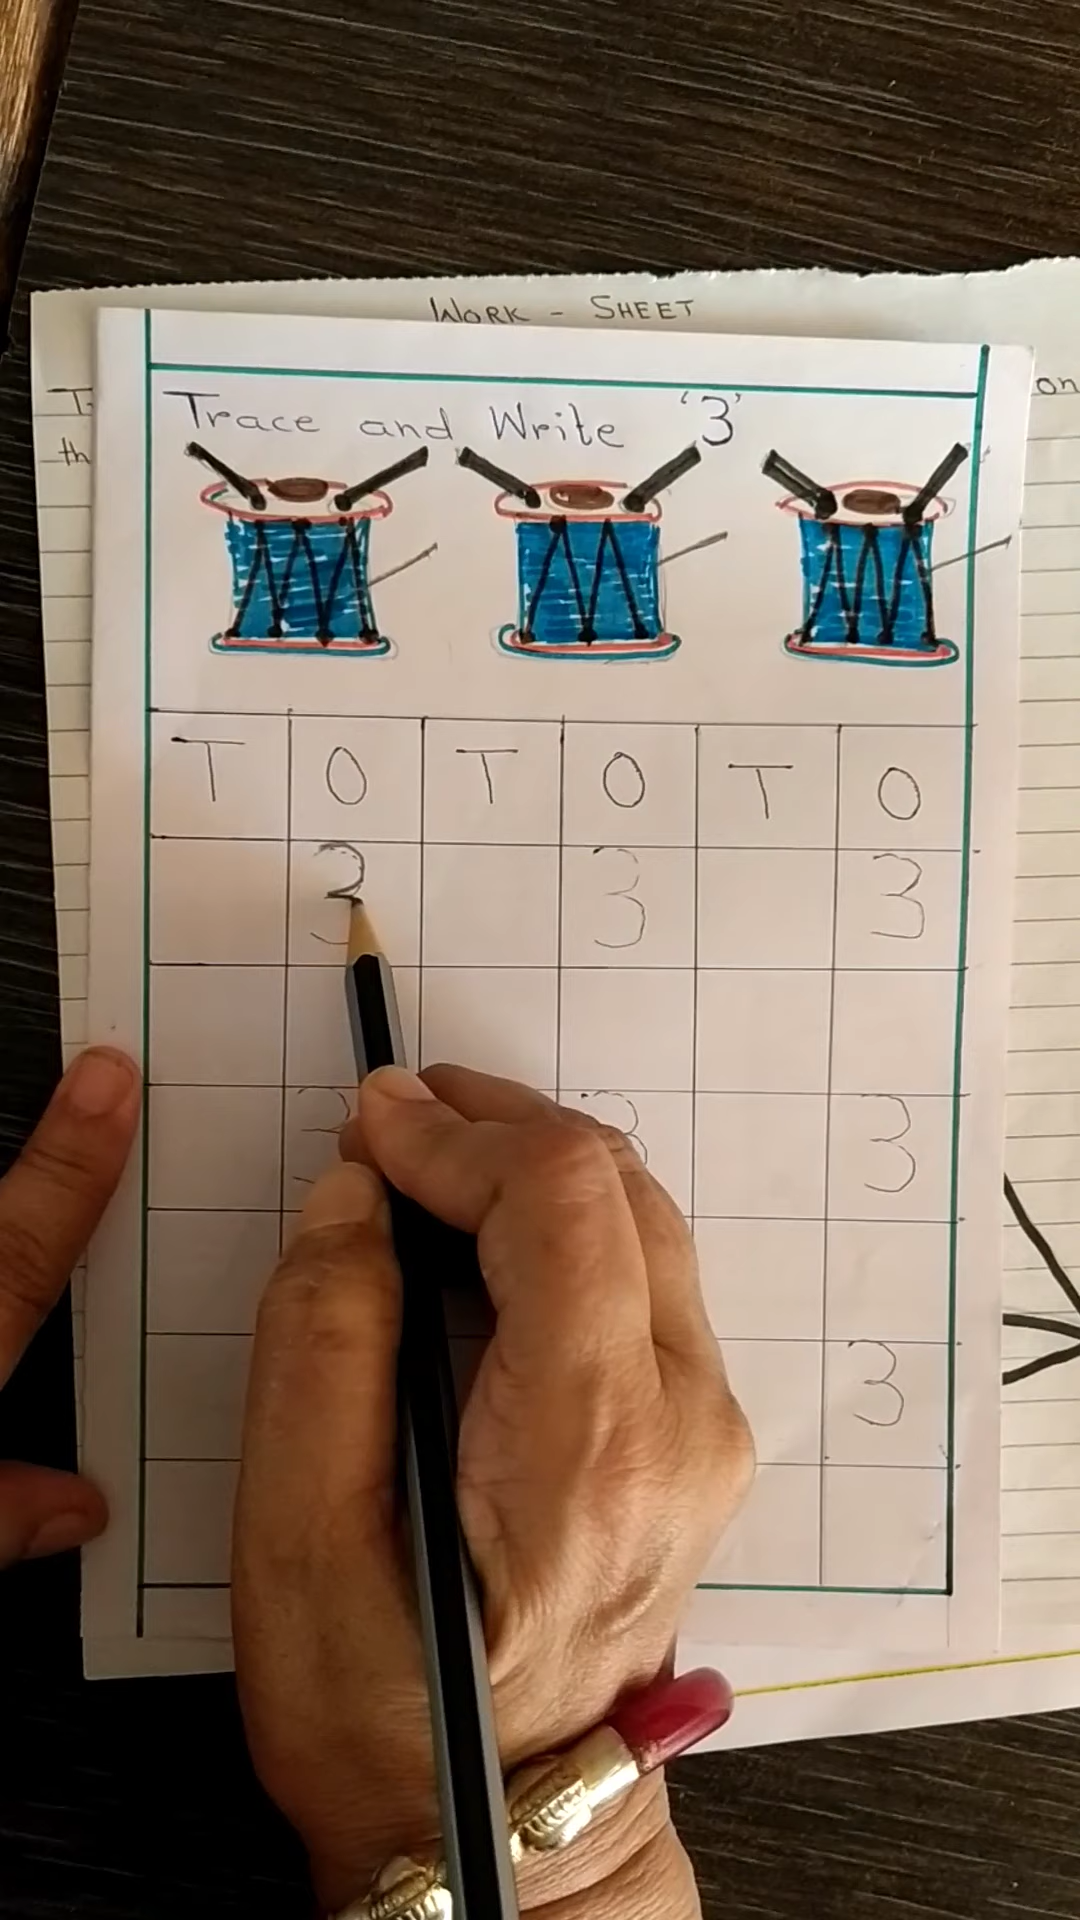 WORK - SHEET
on
th
Trace and Write '3'
T O T O T O
3 3 3
3 3 3
3